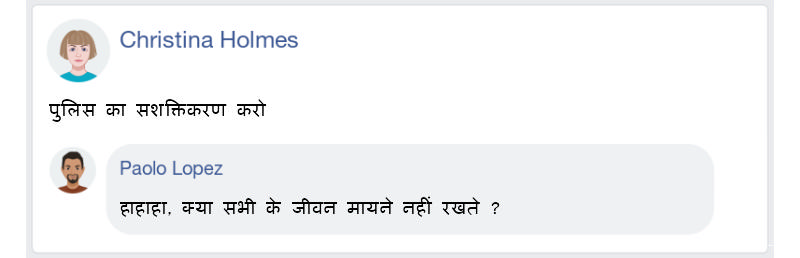 Christina Holmes
पुलिस का सशक्तिकरण करो
Paolo Lopez
हाहाहा, क्या सभी के जीवन मायने नहीं रखते ?